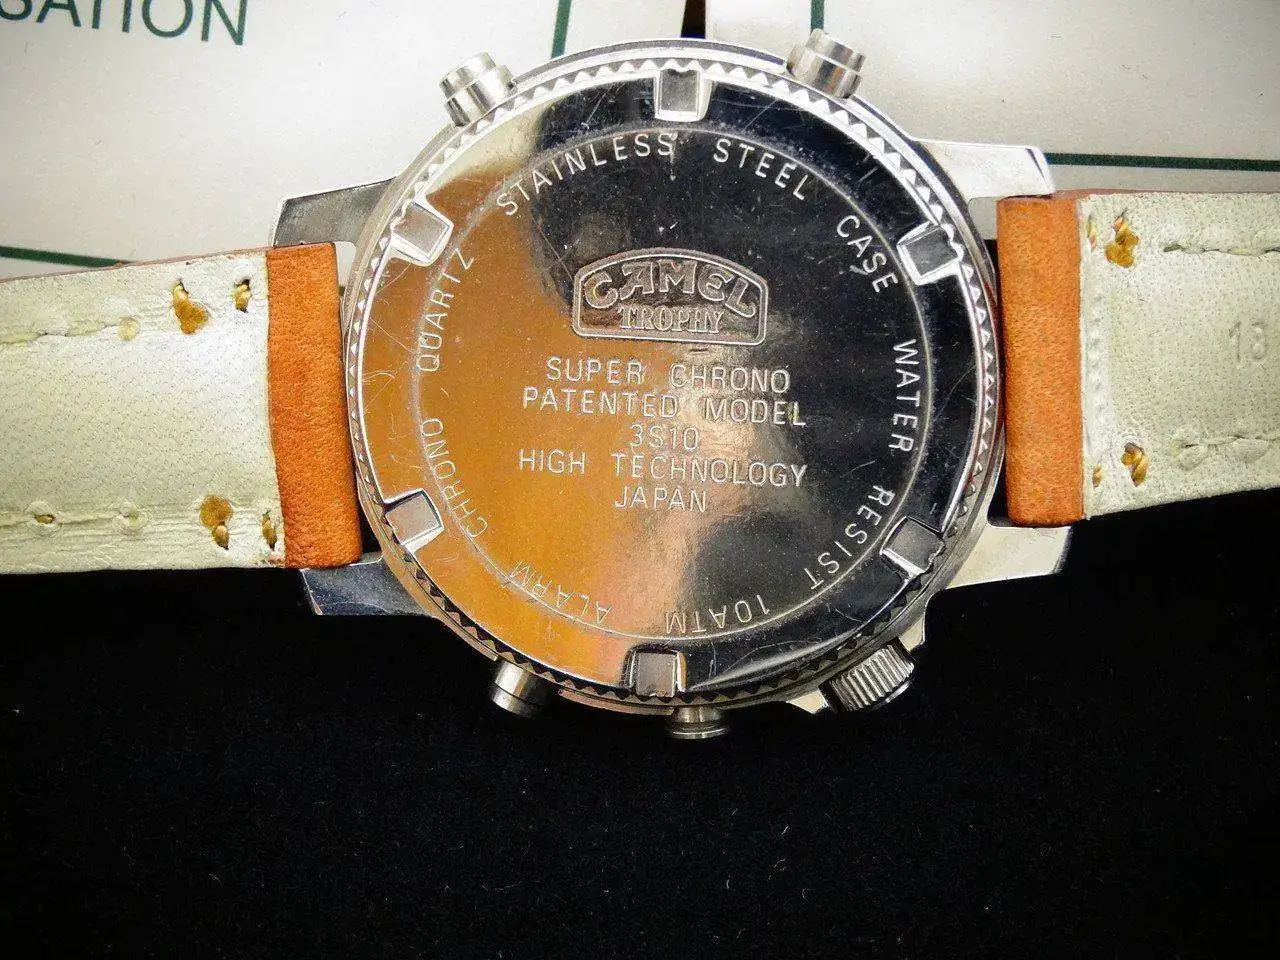 SATION
CAMEL
TROPHY
SUPER CHRONO
PATENTED MODEL
3S10
HIGH TECHNOLOGY
JAPAN
STAINLESS STEEL CASE WATER RESIST 10ATM ALARM CHRONO QUARTZ
18